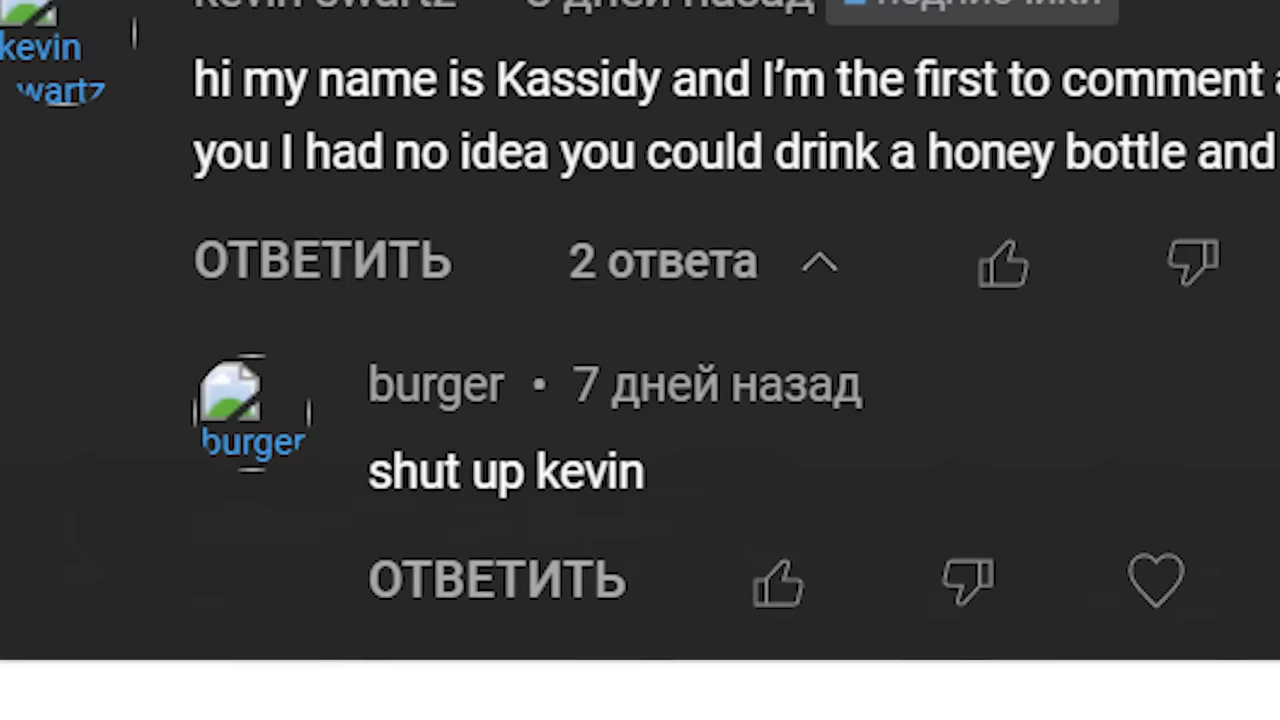 kevin
wartz
hi my name is Kassidy and I’m the first to comment
you I had no idea you could drink a honey bottle and
ОТВЕТИТЬ 2 ответа
burger • 7 дней назад
burger
shut up kevin
ОТВЕТИТЬ